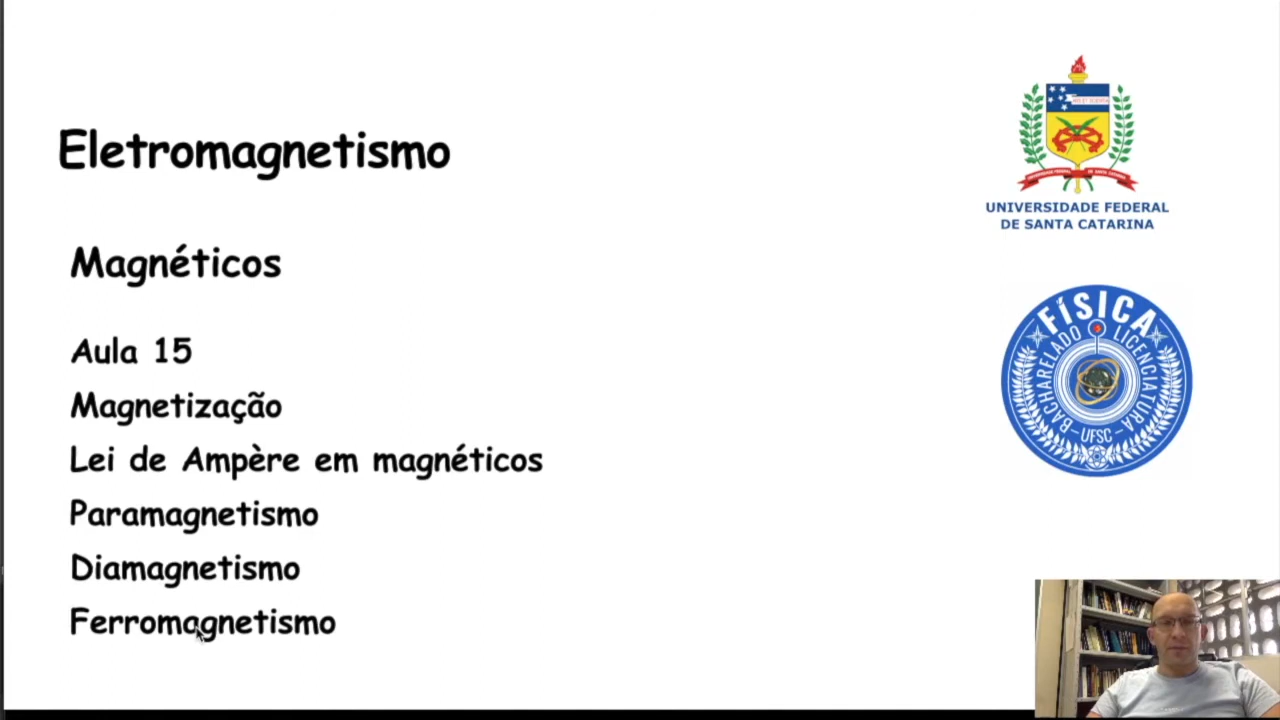 Eletromagnetismo
Magnéticos
Aula 15
Magnetização
Lei de Ampère em magnéticos
Paramagnetismo
Diamagnetismo
Ferromagnetismo
UNIVERSIDADE FEDERAL
DE SANTA CATARINA
FÍSICA
BACHARELADO
LICENCIATURA
UFSC